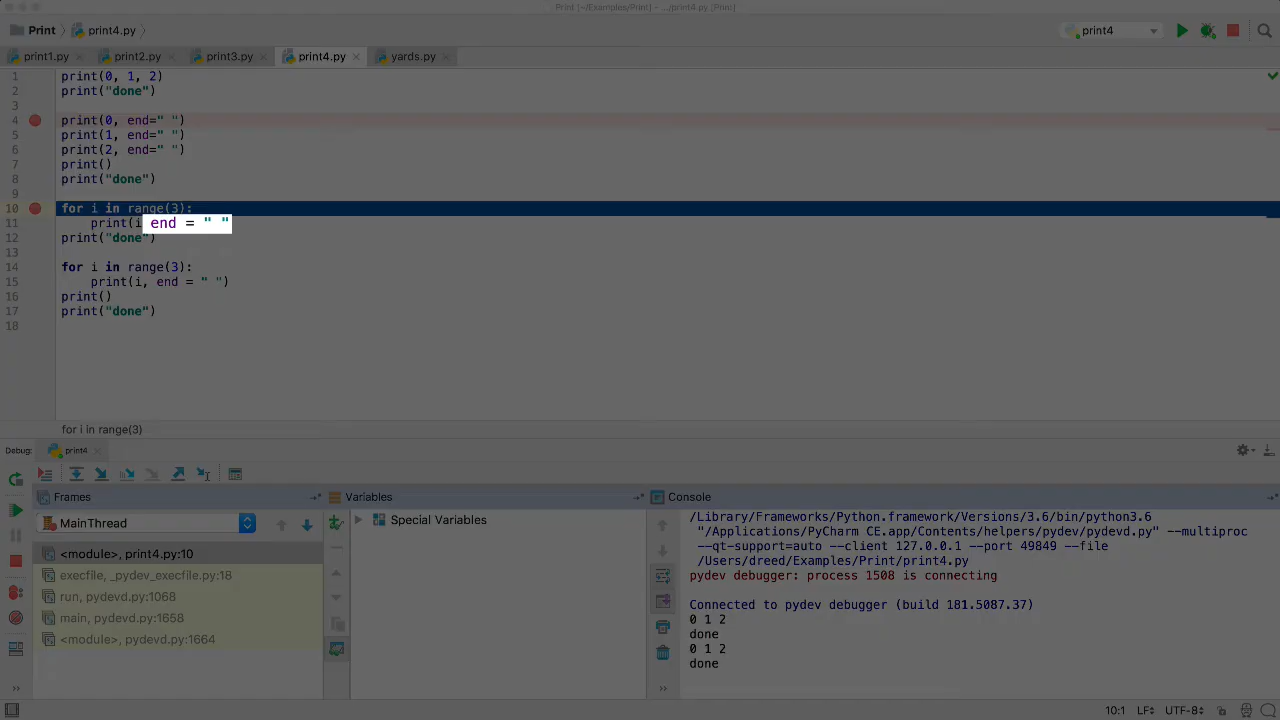 Print [~/Examples/Print] – .../print4.py [Print]
Print print4.py
print4
print1.py print2.py print3.py print4.py yards.py
1 print(0, 1, 2)
2 print("done")
3
4 print(0, end=" ")
5 print(1, end=" ")
6 print(2, end=" ")
7 print()
8 print("done")
9
10 for i in range(3):
11 print(i end = " "
12 print("done")
13
14 for i in range(3):
15 print(i, end = " ")
16 print()
17 print("done")
18
for i in range(3)
Debug: print4
Frames
MainThread
<module>, print4.py:10
execfile, _pydev_execfile.py:18
run, pydevd.py:1068
main, pydevd.py:1658
<module>, pydevd.py:1664
Variables
Special Variables
Console
/Library/Frameworks/Python.framework/Versions/3.6/bin/python3.6
"/Applications/PyCharm CE.app/Contents/helpers/pydev/pydevd.py" --multiproc
--qt-support=auto --client 127.0.0.1 --port 49849 --file
/Users/dreed/Examples/Print/print4.py
pydev debugger: process 1508 is connecting
Connected to pydev debugger (build 181.5087.37)
0 1 2
done
0 1 2
done
10:1 LF÷ UTF-8÷